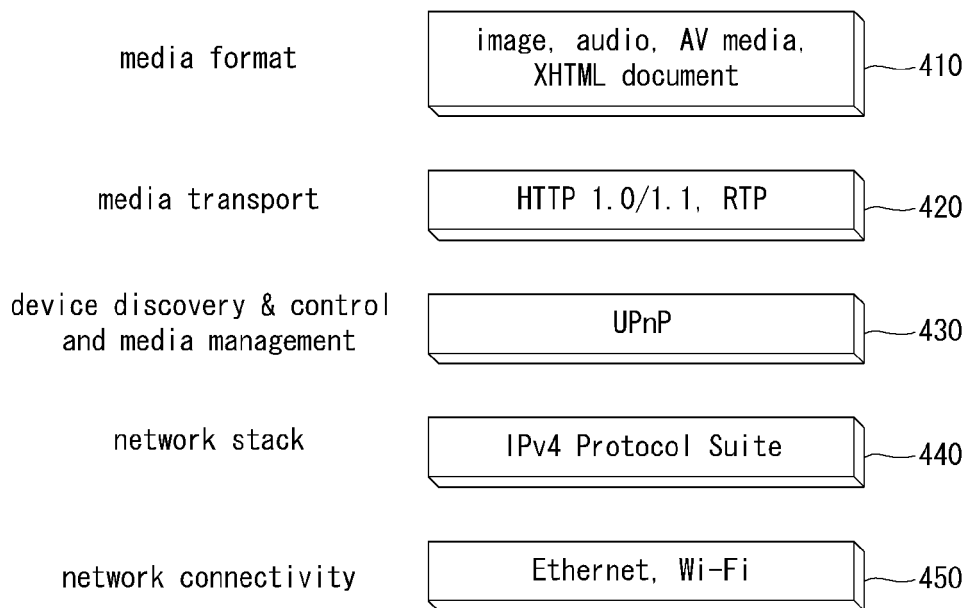 media format
image, audio, AV media,
XHTML document
410
media transport
HTTP 1.0/1.1, RTP
420
device discovery & control
and media management
UPnP
430
network stack
IPv4 Protocol Suite
440
network connectivity
Ethernet, Wi-Fi
450